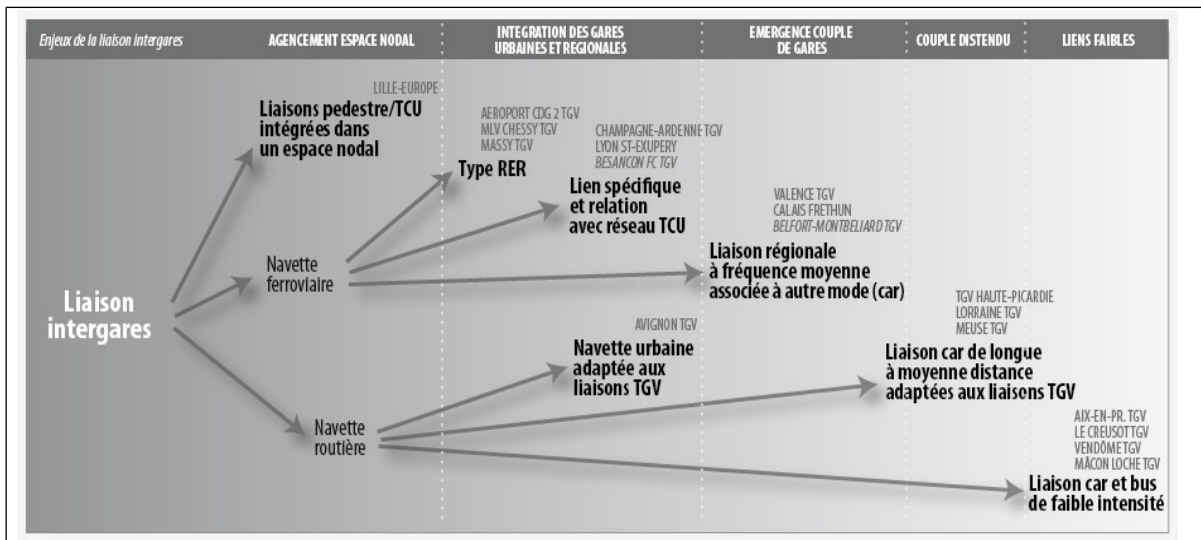 Enjeux de la liaison intergares
AGENCEMENT ESPACE NODAL
INTEGRATION DES GARES
URBAINES ET REGIONALES
EMERGENCE COUPLE
DE GARES
COUPLE DISTENDU
LIENS FAIBLES
LILLE-EUROPE
Liaisons pedestre/TCU
intégrées dans
un espace nodal
AEROPORT CDG 2 TGV
MLV CHESSY TGV
MASSY TGV
Type RER
CHAMPAGNE-ARDENNE TGV
LYON ST-EXUPERY
BESANCON FC TGV
Lien spécifique
et relation
avec réseau TCU
VALENCE TGV
CALAIS FRETHUN
BELFORT-MONTBELIARD TGV
Liaison régionale
à fréquence moyenne
associée à autre mode (car)
Navette
ferroviaire
Liaison
intergares
AVIGNON TGV
Navette urbaine
adaptée aux
liaisons TGV
TGV HAUTE-PICARDIE
LORRAINE TGV
MEUSE TGV
Liaison car de longue
à moyenne distance
adaptées aux liaisons TGV
Navette
routière
AIX-EN-PR. TGV
LE CREUSOT TGV
VENDÔME TGV
MÂCON LOCHE TGV
Liaison car et bus
de faible intensité